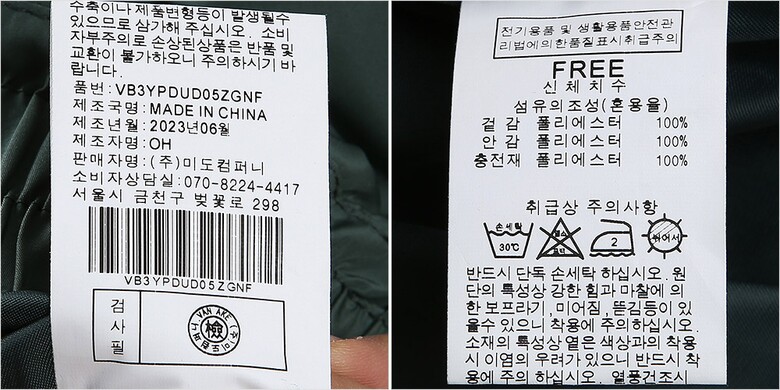 수축이나 제품변형등이 발생될수
있으므로 삼가해 주십시오. 소비
자부주의로 손상된상품은 반품 및
교환이 불가하오니 주의하시기 바
랍니다.
품번:VB3YPDUD05ZGNF
제조국명:MADE IN CHINA
제조년월:2023년06월
제조자명:OH
판매자명:(주)미도컴퍼니
소비자상담실:070-8224-4417
서울시 금천구 벚꽃로 298
VB3YPDUD05ZGNF
검
사
필
VAN AKE
(주)미도컴퍼니
檢
전기용품 및 생활용품안전관
리법에의한품질표시취급주의
FREE
신체치수
섬유의조성(혼용율)
겉감 폴리에스터 100%
안감 폴리에스터 100%
충전재 폴리에스터 100%
취급상 주의사항
손세탁
30℃
염소
표백
2
뉘어서
반드시 단독 손세탁 하십시오. 원
단의 특성상 강한 힘과 마찰에 의
한 보프라기,미어짐,뜯김등이 있
을수 있으니 착용에 주의하십시오.
소재의 특성상 옅은 색상과의 착용
시 이염의 우려가 있으니 반드시 착
용에 주의 하십시오. 열풍건조시